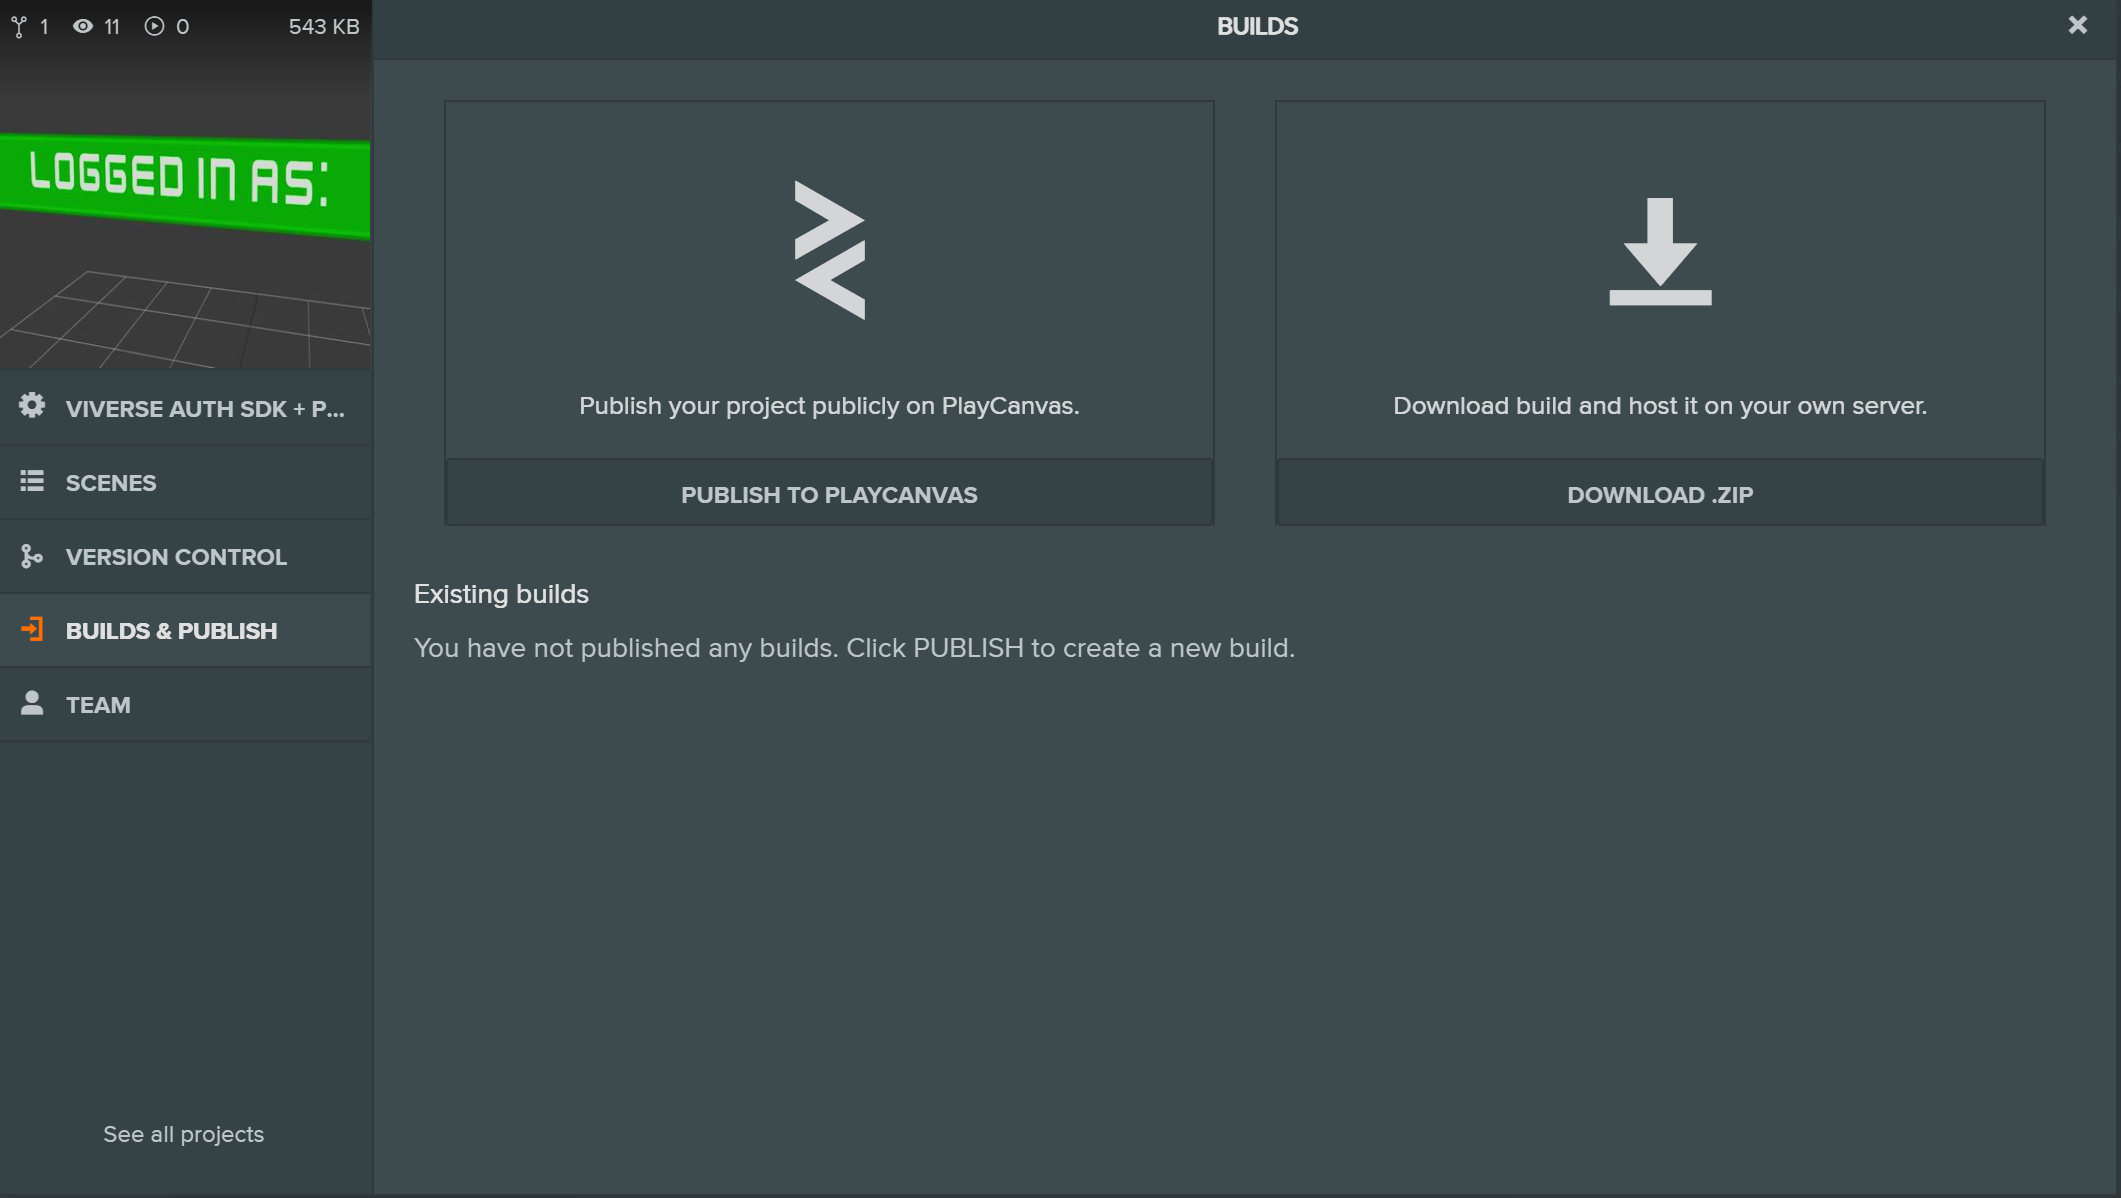 1 11 0 543 KB
LOGGED IN AS:
VIVERSE AUTH SDK + P...
SCENES
VERSION CONTROL
BUILDS & PUBLISH
TEAM
See all projects
BUILDS
Publish your project publicly on PlayCanvas.
PUBLISH TO PLAYCANVAS
Download build and host it on your own server.
DOWNLOAD .ZIP
Existing builds
You have not published any builds. Click PUBLISH to create a new build.